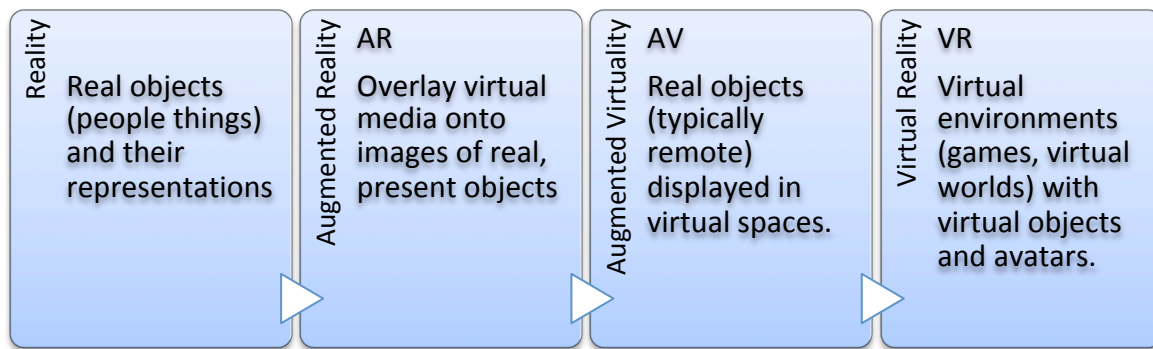 Reality
Real objects
(people things)
and their
representations
Augmented Reality
AR
Overlay virtual
media onto
images of real,
present objects
Augmented Virtuality
AV
Real objects
(typically
remote)
displayed in
virtual spaces.
Virtual Reality
VR
Virtual
environments
(games, virtual
worlds) with
virtual objects
and avatars.